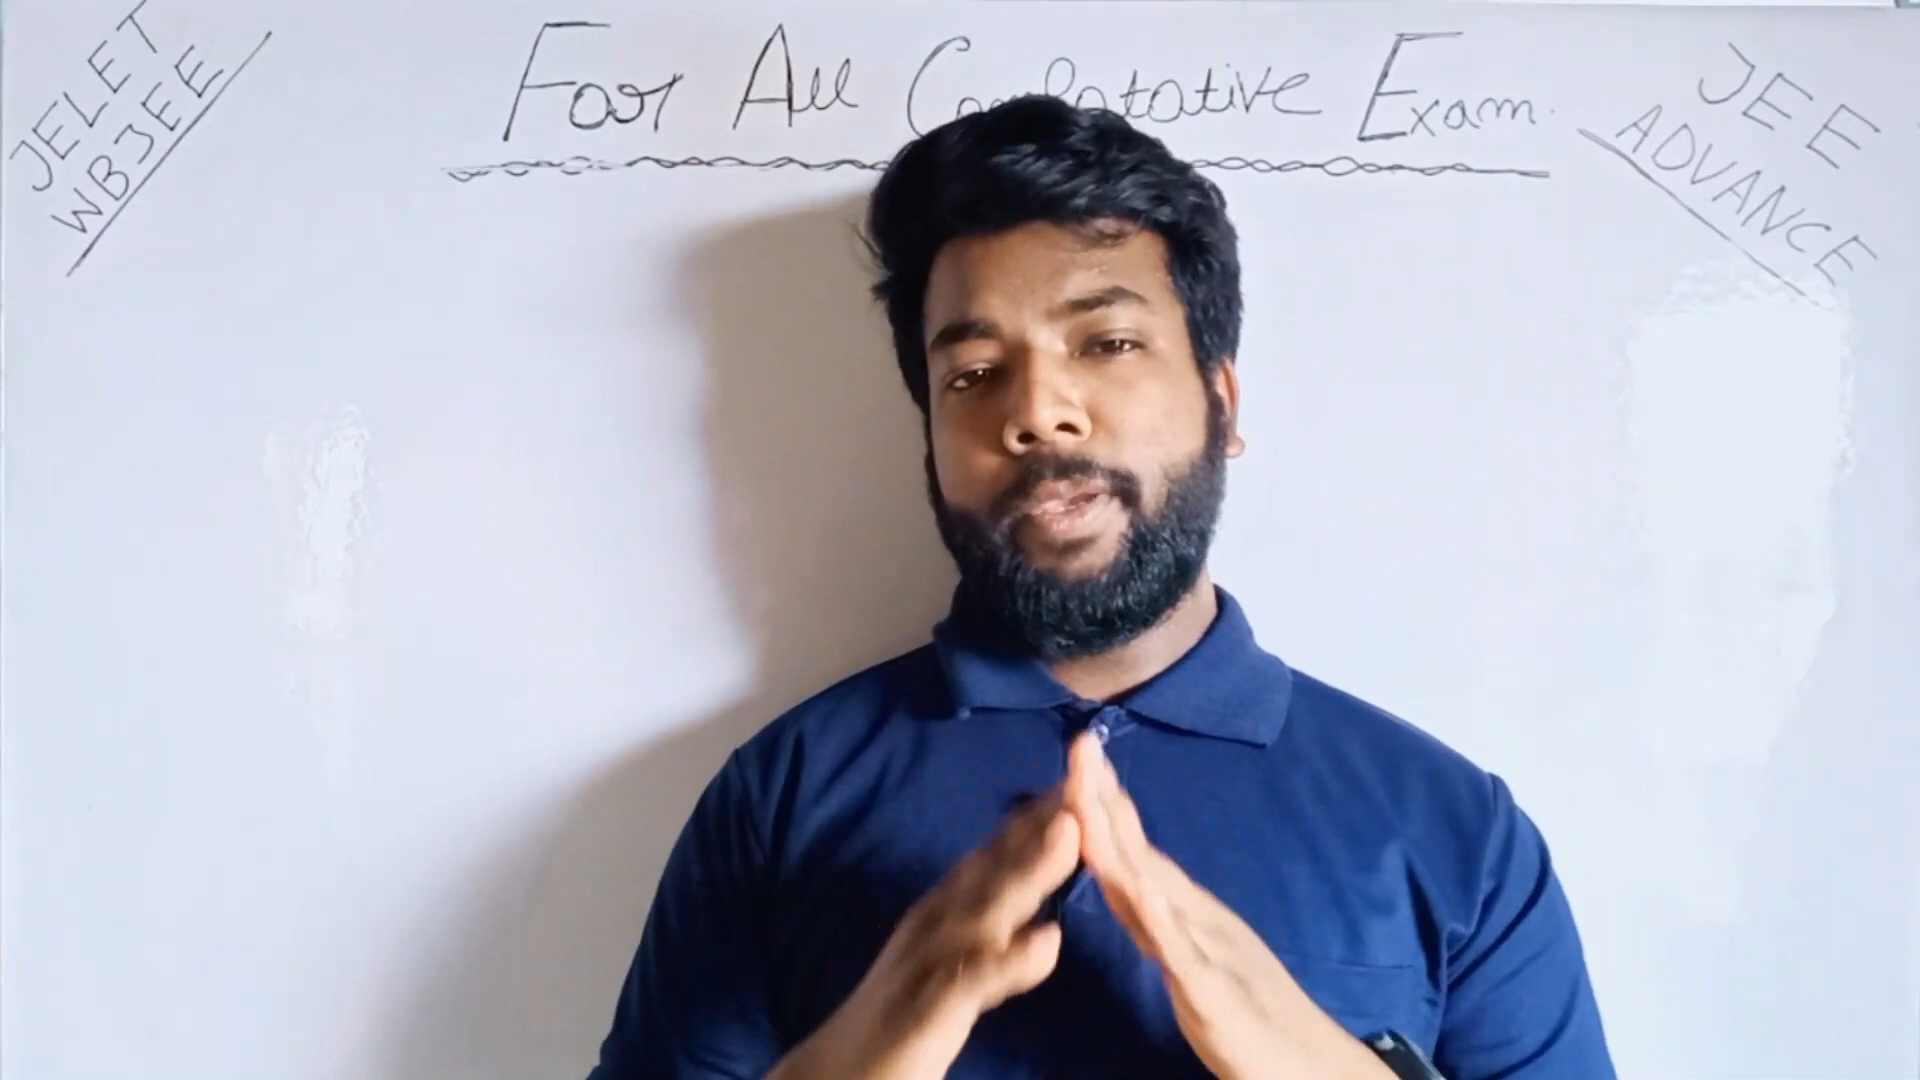 JELET
WBJEE
For All Competative Exam.
JEE
ADVANCE